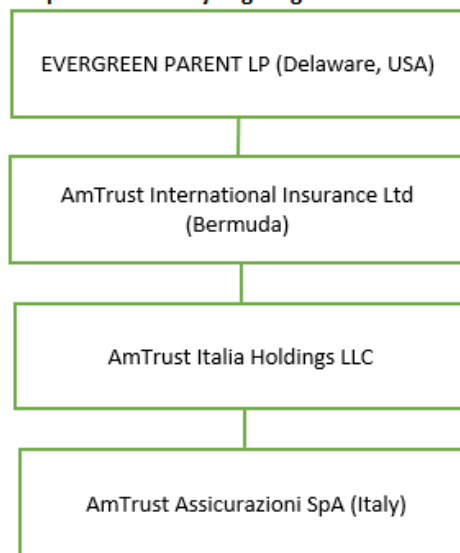 EVERGREEN PARENT LP (Delaware, USA)
AmTrust International Insurance Ltd
(Bermuda)
AmTrust Italia Holdings LLC
AmTrust Assicurazioni SpA (Italy)